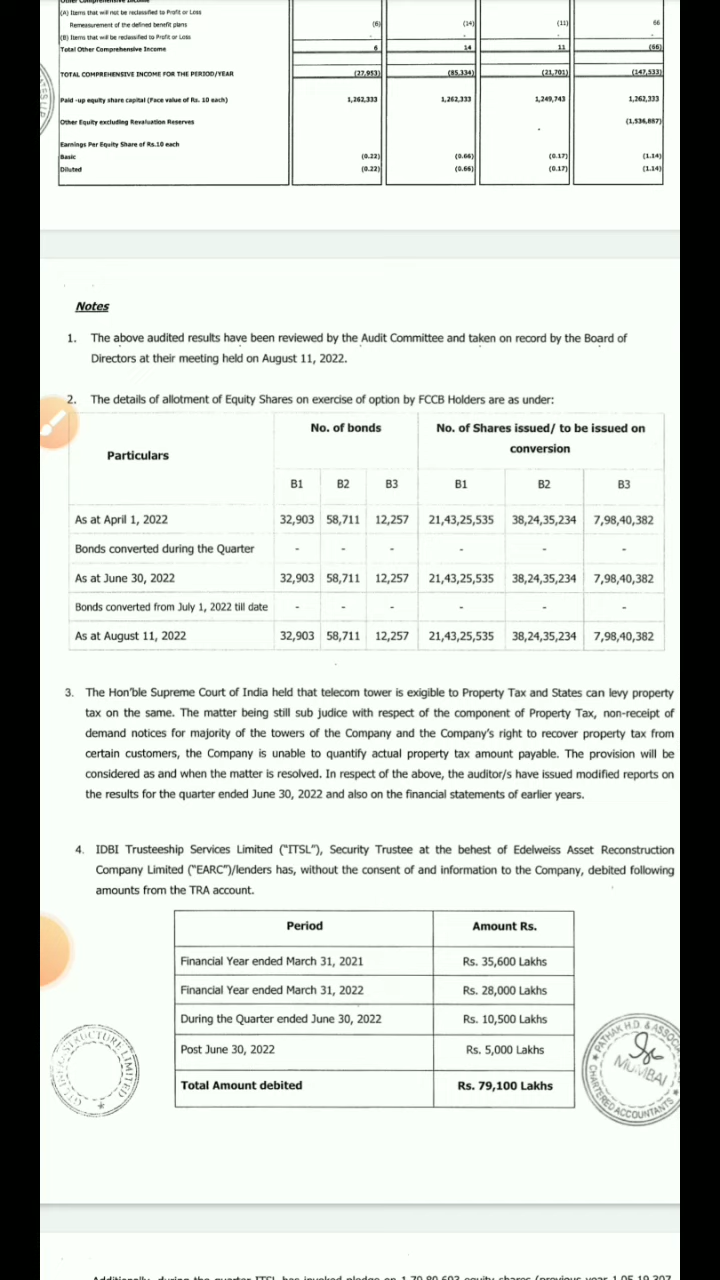 (A) Items that will not be reclassified to Profit or Loss
Remeasurement of the defined benefit plans (6) (14) (11) 66
(B) Items that will be reclassified to Profit or Loss - - - -
Total Other Comprehensive Income 6 14 11 (66)
TOTAL COMPREHENSIVE INCOME FOR THE PERIOD/YEAR (27,953) (85,334) (21,701) (147,533)
Paid -up equity share capital (Face value of Rs. 10 each) 1,262,333 1,262,333 1,249,743 1,262,333
Other Equity excluding Revaluation Reserves (1,536,887)
Earnings Per Equity Share of Rs.10 each
Basic (0.22) (0.66) (0.17) (1.14)
Diluted (0.22) (0.66) (0.17) (1.14)
Notes
1. The above audited results have been reviewed by the Audit Committee and taken on record by the Board of
Directors at their meeting held on August 11, 2022.
2. The details of allotment of Equity Shares on exercise of option by FCCB Holders are as under:
Particulars No. of bonds No. of Shares issued/ to be issued on
conversion
B1 B2 B3 B1 B2 B3
As at April 1, 2022 32,903 58,711 12,257 21,43,25,535 38,24,35,234 7,98,40,382
Bonds converted during the Quarter - - - - - -
As at June 30, 2022 32,903 58,711 12,257 21,43,25,535 38,24,35,234 7,98,40,382
Bonds converted from July 1, 2022 till date - - - - - -
As at August 11, 2022 32,903 58,711 12,257 21,43,25,535 38,24,35,234 7,98,40,382
3. The Hon'ble Supreme Court of India held that telecom tower is exigible to Property Tax and States can levy property
tax on the same. The matter being still sub judice with respect of the component of Property Tax, non-receipt of
demand notices for majority of the towers of the Company and the Company's right to recover property tax from
certain customers, the Company is unable to quantify actual property tax amount payable. The provision will be
considered as and when the matter is resolved. In respect of the above, the auditor/s have issued modified reports on
the results for the quarter ended June 30, 2022 and also on the financial statements of earlier years.
4. IDBI Trusteeship Services Limited ("ITSL"), Security Trustee at the behest of Edelweiss Asset Reconstruction
Company Limited ("EARC")/lenders has, without the consent of and information to the Company, debited following
amounts from the TRA account.
Period Amount Rs.
Financial Year ended March 31, 2021 Rs. 35,600 Lakhs
Financial Year ended March 31, 2022 Rs. 28,000 Lakhs
During the Quarter ended June 30, 2022 Rs. 10,500 Lakhs
Post June 30, 2022 Rs. 5,000 Lakhs
Total Amount debited Rs. 79,100 Lakhs
LIMITED
PATHAK H.D. & ASSOC
MUMBAI
CHARTERED ACCOUNTANTS